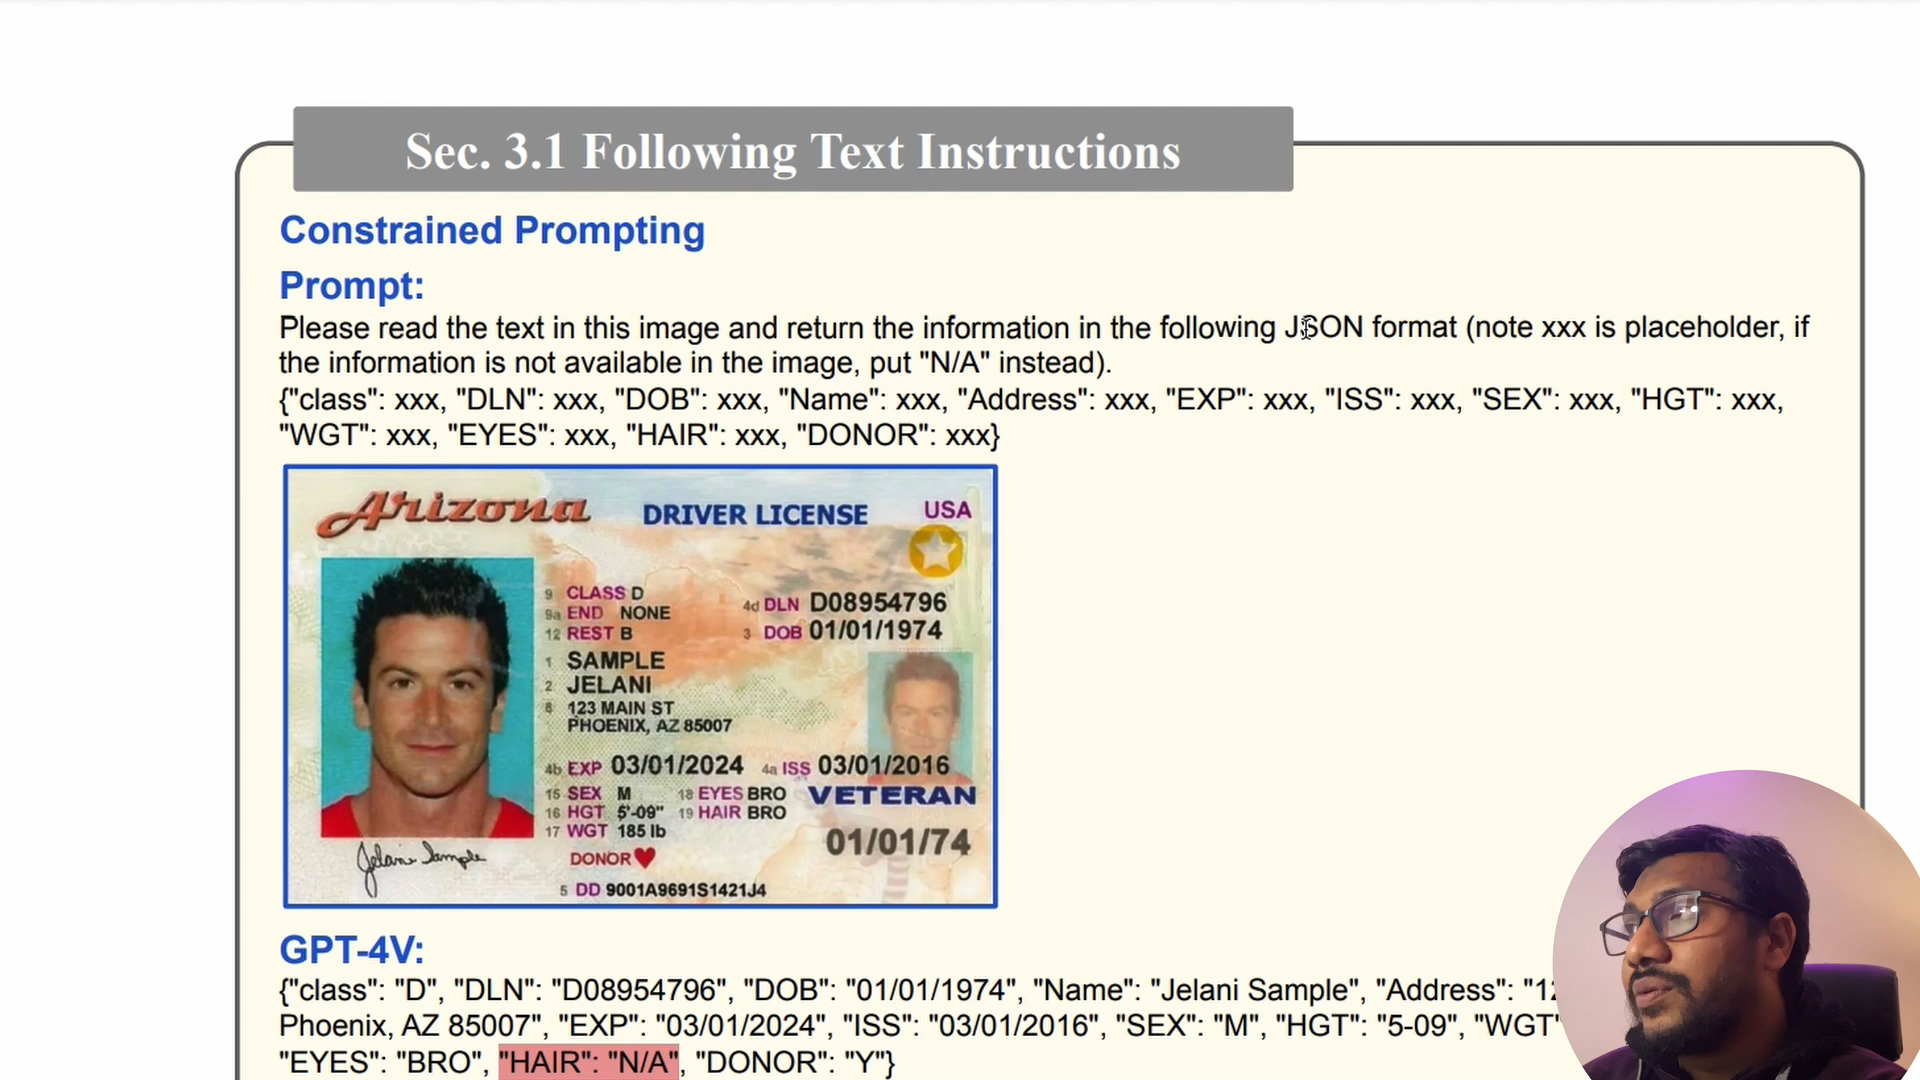 Sec. 3.1 Following Text Instructions
Constrained Prompting
Prompt:
Please read the text in this image and return the information in the following JSON format (note xxx is placeholder, if
the information is not available in the image, put "N/A" instead).
{"class": xxx, "DLN": xxx, "DOB": xxx, "Name": xxx, "Address": xxx, "EXP": xxx, "ISS": xxx, "SEX": xxx, "HGT": xxx,
"WGT": xxx, "EYES": xxx, "HAIR": xxx, "DONOR": xxx}
Arizona DRIVER LICENSE USA
9 CLASS D
9a END NONE 4d DLN D08954796
12 REST B 3 DOB 01/01/1974
1 SAMPLE
2 JELANI
8 123 MAIN ST
PHOENIX, AZ 85007
4b EXP 03/01/2024 4a ISS 03/01/2016
15 SEX M 18 EYES BRO VETERAN
16 HGT 5'-09" 19 HAIR BRO
17 WGT 185 lb 01/01/74
Jelani Sample DONOR
5 DD 9001A9691S1421J4
GPT-4V:
{"class": "D", "DLN": "D08954796", "DOB": "01/01/1974", "Name": "Jelani Sample", "Address": "12
Phoenix, AZ 85007", "EXP": "03/01/2024", "ISS": "03/01/2016", "SEX": "M", "HGT": "5-09", "WGT"
"EYES": "BRO", "HAIR": "N/A", "DONOR": "Y"}